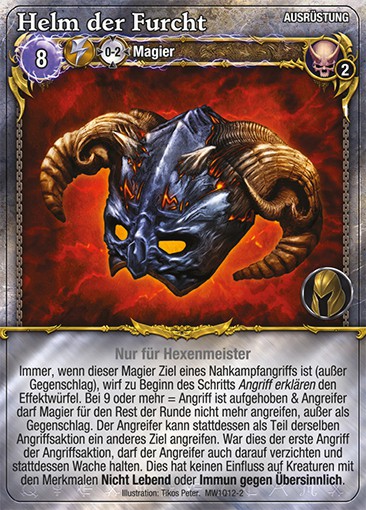 Helm der Furcht
AUSRÜSTUNG
8
0-2
Magier
2
Nur für Hexenmeister
Immer, wenn dieser Magier Ziel eines Nahkampfangriffs ist (außer
Gegenschlag), wirf zu Beginn des Schritts Angriff erklären den
Effektwürfel. Bei 9 oder mehr = Angriff ist aufgehoben & Angreifer
darf Magier für den Rest der Runde nicht mehr angreifen, außer als
Gegenschlag. Der Angreifer kann stattdessen als Teil derselben
Angriffsaktion ein anderes Ziel angreifen. War dies der erste Angriff
der Angriffsaktion, darf der Angreifer auch darauf verzichten und
stattdessen Wache halten. Dies hat keinen Einfluss auf Kreaturen mit
den Merkmalen Nicht Lebend oder Immun gegen Übersinnlich.
Illustration: Tikos Peter. MW1Q12-2